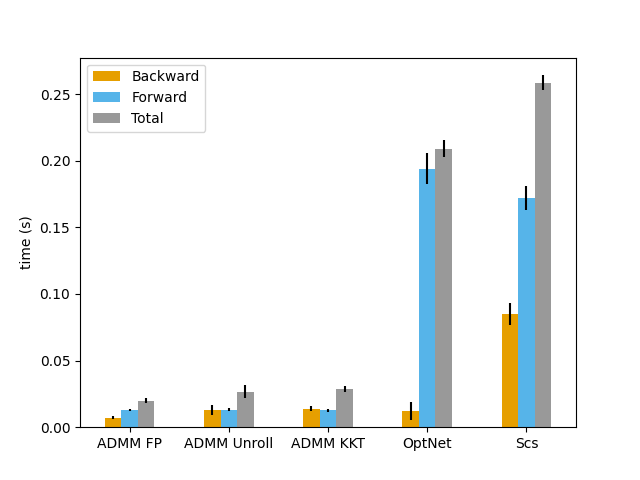 Backward
Forward
Total
time (s)
0.25
0.20
0.15
0.10
0.05
0.00
ADMM FP ADMM Unroll ADMM KKT OptNet Scs